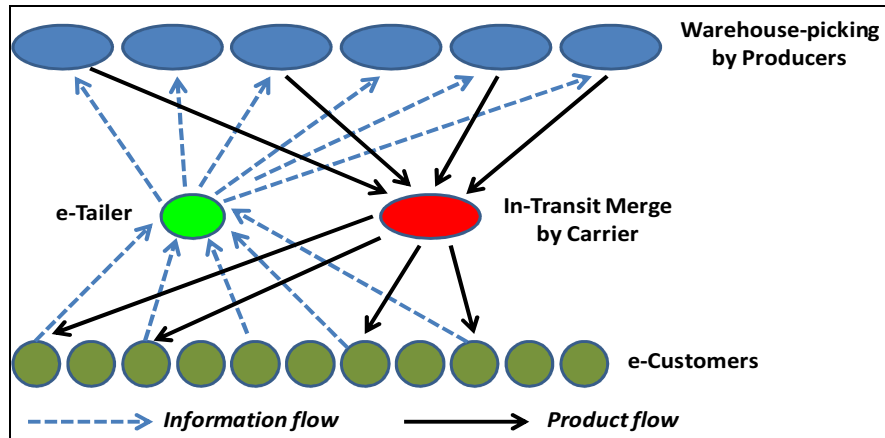 Warehouse-picking
by Producers
e-Tailer
In-Transit Merge
by Carrier
e-Customers
Information flow
Product flow